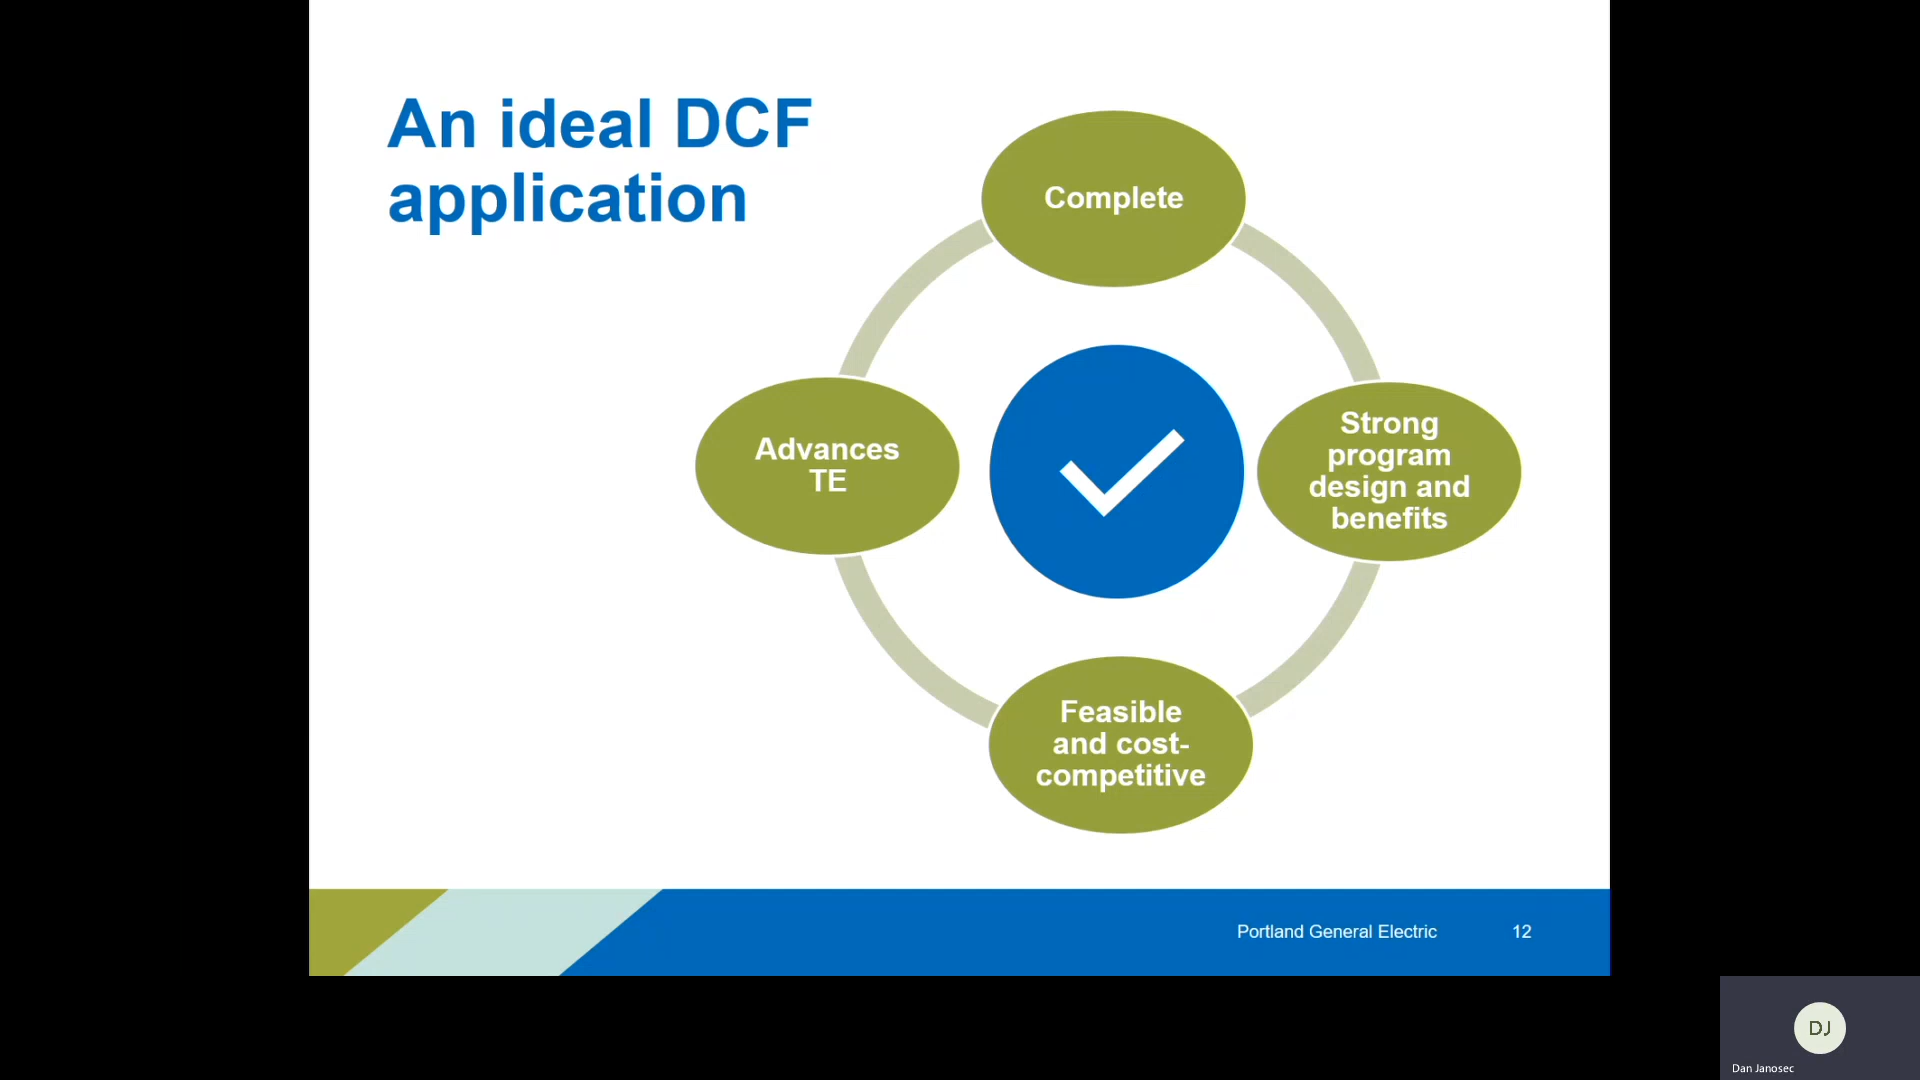 An ideal DCF
application
Complete
Strong
program
design and
benefits
Feasible
and cost-
competitive
Advances
TE
Portland General Electric
12
DJ
Dan Janosec